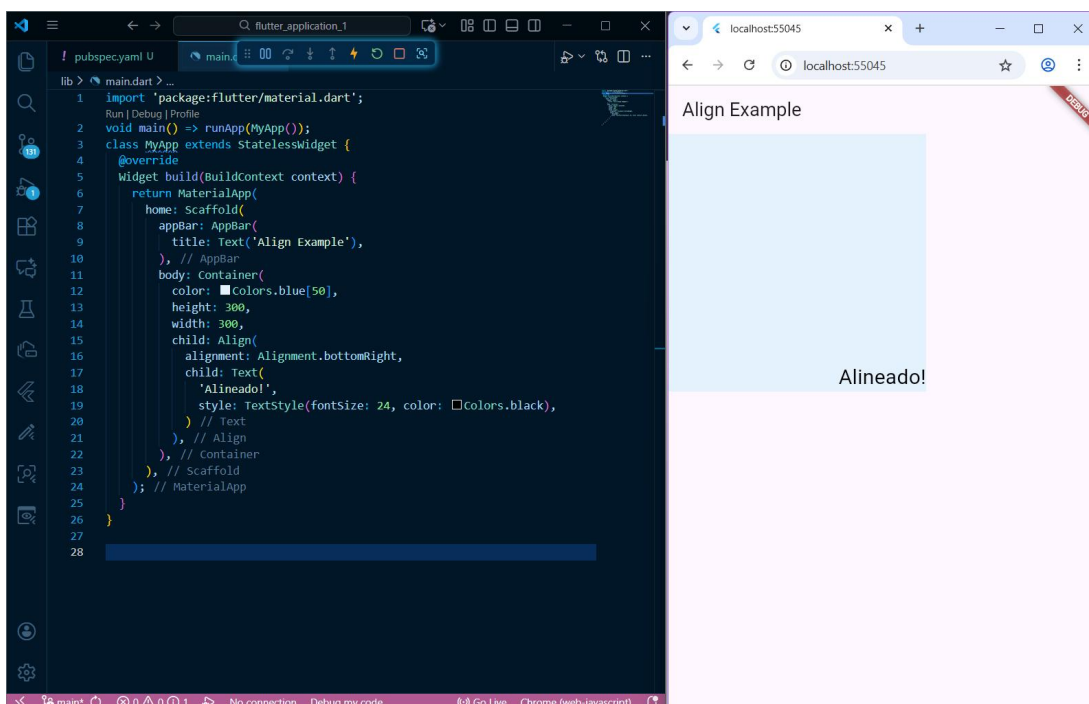 flutter_application_1
pubspec.yaml U
main.d
lib > main.dart > ...
1 import 'package:flutter/material.dart';
Run | Debug | Profile
2 void main() => runApp(MyApp());
3 class MyApp extends StatelessWidget {
4 @override
5 Widget build(BuildContext context) {
6 return MaterialApp(
7 home: Scaffold(
8 appBar: AppBar(
9 title: Text('Align Example'),
10 ), // AppBar
11 body: Container(
12 color: Colors.blue[50],
13 height: 300,
14 width: 300,
15 child: Align(
16 alignment: Alignment.bottomRight,
17 child: Text(
18 'Alineado!',
19 style: TextStyle(fontSize: 24, color: Colors.black),
20 ) // Text
21 ), // Align
22 ), // Container
23 ), // Scaffold
24 ); // MaterialApp
25 }
26 }
27
28
131
1
main* 0 0 1 No connection Debug my code Go Live Chrome (web-javascript)
localhost:55045
localhost:55045
DEBUG
Align Example
Alineado!